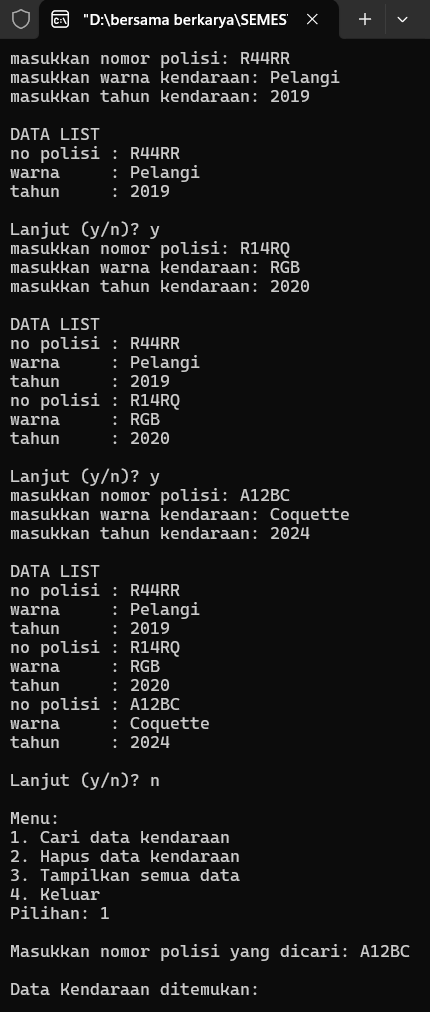 "D:\bersama berkarya\SEMES
masukkan nomor polisi: R44RR
masukkan warna kendaraan: Pelangi
masukkan tahun kendaraan: 2019
DATA LIST
no polisi : R44RR
warna     : Pelangi
tahun     : 2019
Lanjut (y/n)? y
masukkan nomor polisi: R14RQ
masukkan warna kendaraan: RGB
masukkan tahun kendaraan: 2020
DATA LIST
no polisi : R44RR
warna     : Pelangi
tahun     : 2019
no polisi : R14RQ
warna     : RGB
tahun     : 2020
Lanjut (y/n)? y
masukkan nomor polisi: A12BC
masukkan warna kendaraan: Coquette
masukkan tahun kendaraan: 2024
DATA LIST
no polisi : R44RR
warna     : Pelangi
tahun     : 2019
no polisi : R14RQ
warna     : RGB
tahun     : 2020
no polisi : A12BC
warna     : Coquette
tahun     : 2024
Lanjut (y/n)? n
Menu:
1. Cari data kendaraan
2. Hapus data kendaraan
3. Tampilkan semua data
4. Keluar
Pilihan: 1
Masukkan nomor polisi yang dicari: A12BC
Data Kendaraan ditemukan: